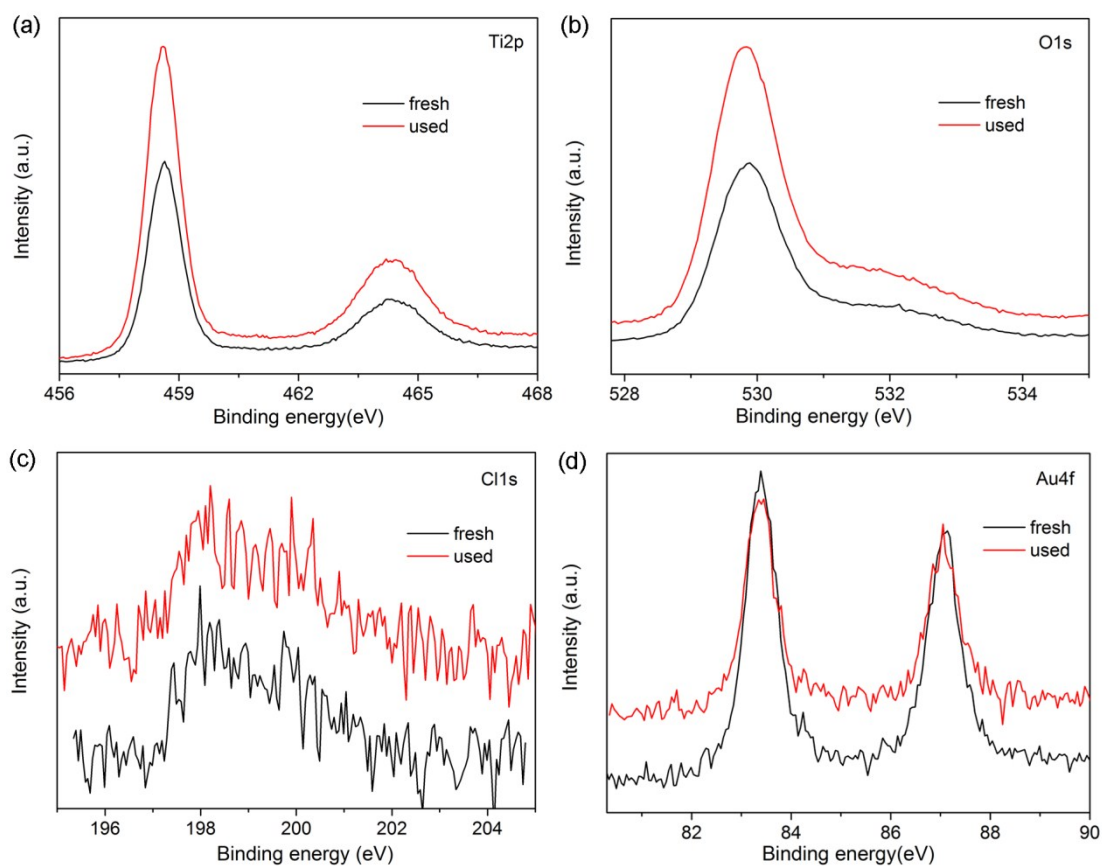 (a)
Ti2p
fresh
used
Intensity (a.u.)
456 459 462 465 468
Binding energy(eV)
(b)
O1s
fresh
used
Intensity (a.u.)
528 530 532 534
Binding energy (eV)
(c)
Cl1s
fresh
used
Intensity (a.u.)
196 198 200 202 204
Binding energy (eV)
(d)
Au4f
fresh
used
Intensity (a.u.)
82 84 86 88 90
Binding energy (eV)